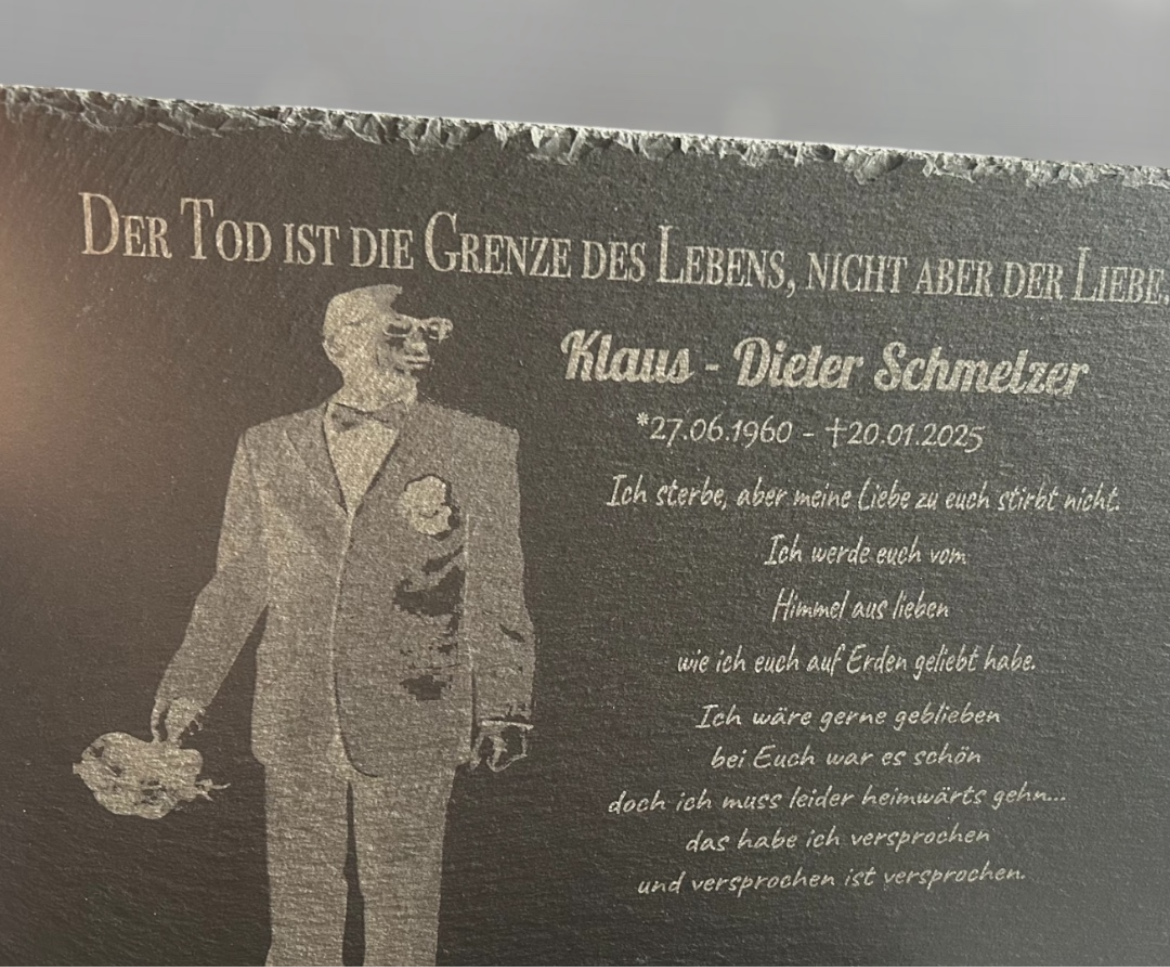 Der Tod ist die Grenze des Lebens, nicht aber der Liebe.
Klaus - Dieter Schmelzer
*27.06.1960 - †20.01.2025
Ich sterbe, aber meine Liebe zu euch stirbt nicht.
Ich werde euch vom
Himmel aus lieben
wie ich euch auf Erden geliebt habe.
Ich wäre gerne geblieben
bei Euch war es schön
doch ich muss leider heimwärts gehn...
das habe ich versprochen
und versprochen ist versprochen.